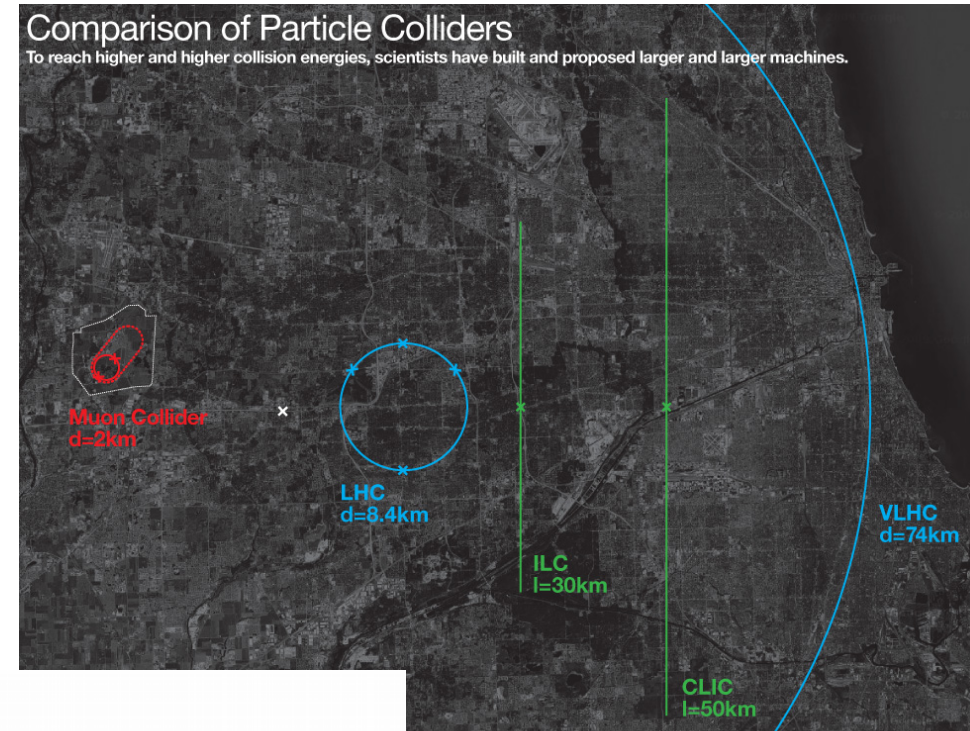 Comparison of Particle Colliders
To reach higher and higher collision energies, scientists have built and proposed larger and larger machines.
Muon Collider
d=2km
LHC
d=8.4km
ILC
l=30km
VLHC
d=74km
CLIC
l=50km